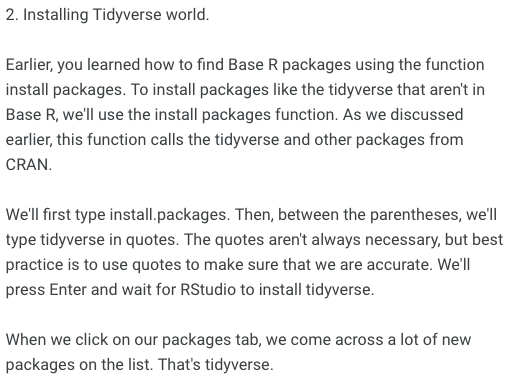 2. Installing Tidyverse world.
Earlier, you learned how to find Base R packages using the function
install packages. To install packages like the tidyverse that aren't in
Base R, we'll use the install packages function. As we discussed
earlier, this function calls the tidyverse and other packages from
CRAN.
We'll first type install.packages. Then, between the parentheses, we'll
type tidyverse in quotes. The quotes aren't always necessary, but best
practice is to use quotes to make sure that we are accurate. We'll
press Enter and wait for RStudio to install tidyverse.
When we click on our packages tab, we come across a lot of new
packages on the list. That's tidyverse.